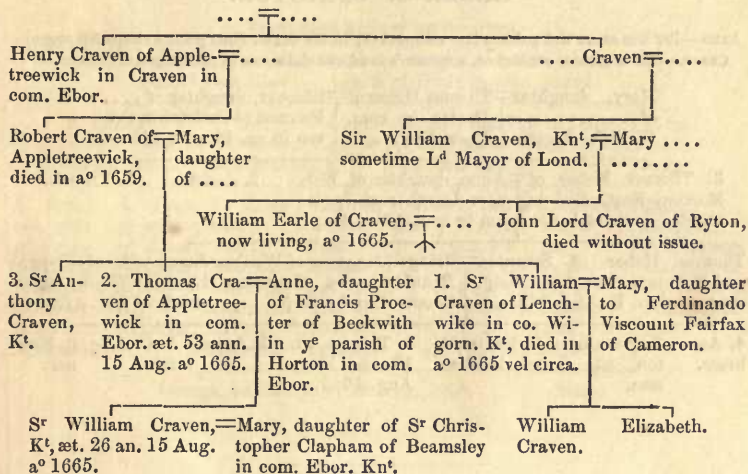 .... ....
Henry Craven of Apple- ....
treewick in Craven in
com. Ebor.
.... Craven ....
Robert Craven of Mary,
Appletreewick, daughter
died in aº 1659. of ....
Sir William Craven, Knt, Mary ....
sometime Ld Mayor of Lond. ........
William Earle of Craven, ....
now living, aº 1665.
John Lord Craven of Ryton,
died without issue.
3. Sr An-
thony
Craven,
Kt.
2. Thomas Cra-
ven of Appletree-
wick in com.
Ebor. æt. 53 ann.
15 Aug. aº 1665.
Anne, daughter
of Francis Proc-
ter of Beckwith
in ye parish of
Horton in com.
Ebor.
1. Sr William
Craven of Lench-
wike in co. Wi-
gorn. Kt, died in
aº 1665 vel circa.
Mary, daughter
to Ferdinando
Viscount Fairfax
of Cameron.
Sr William Craven,
Kt, æt. 26 an. 15 Aug.
aº 1665.
Mary, daughter of Sr Chris-
topher Clapham of Beamsley
in com. Ebor. Knt.
William
Craven.
Elizabeth.